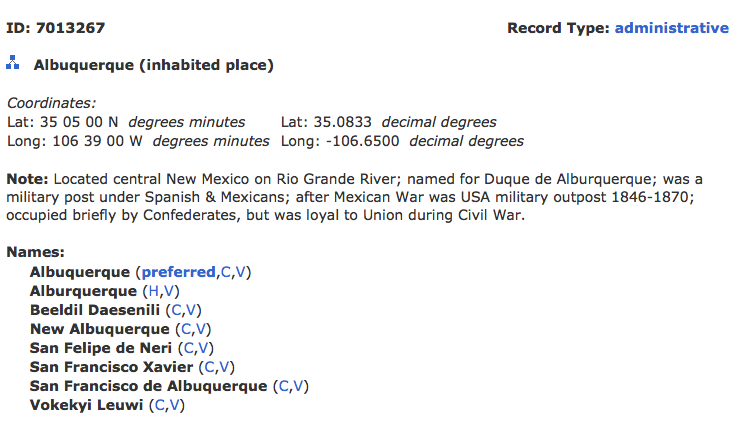 ID: 7013267 Record Type: administrative
Albuquerque (inhabited place)
Coordinates:
Lat: 35 05 00 N degrees minutes Lat: 35.0833 decimal degrees
Long: 106 39 00 W degrees minutes Long: -106.6500 decimal degrees
Note: Located central New Mexico on Rio Grande River; named for Duque de Alburquerque; was a
military post under Spanish & Mexicans; after Mexican War was USA military outpost 1846-1870;
occupied briefly by Confederates, but was loyal to Union during Civil War.
Names:
Albuquerque (preferred,C,V)
Alburquerque (H,V)
Beeldil Daesenili (C,V)
New Albuquerque (C,V)
San Felipe de Neri (C,V)
San Francisco Xavier (C,V)
San Francisco de Albuquerque (C,V)
Vokekyi Leuwi (C,V)